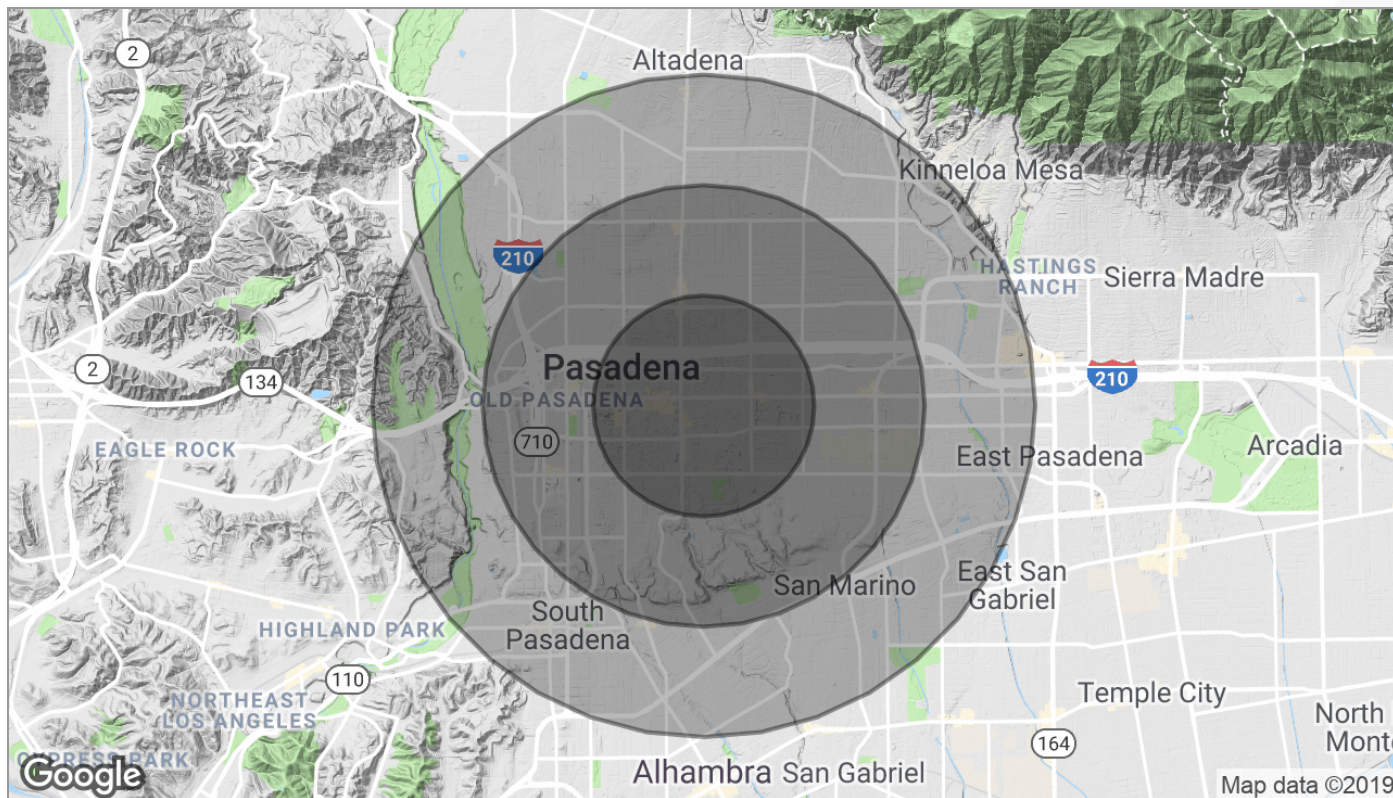 2
Altadena
Kinneloa Mesa
210
HASTINGS
RANCH
Sierra Madre
2
134
Pasadena
210
OLD PASADENA
710
EAGLE ROCK
East Pasadena
Arcadia
San Marino
East San
Gabriel
South
Pasadena
HIGHLAND PARK
110
NORTHEAST
LOS ANGELES
Temple City
North
Monte
164
CYPRESS PARK
Google
Alhambra
San Gabriel
Map data ©2019